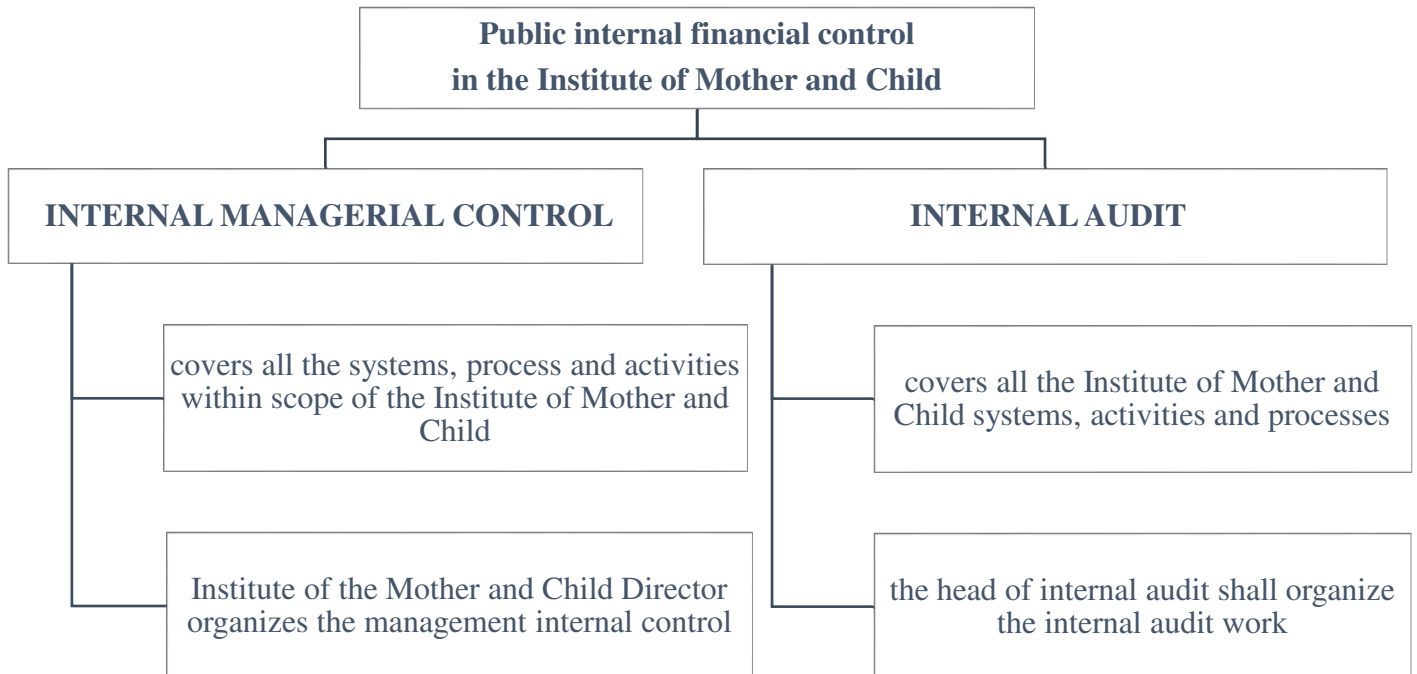 Public internal financial control
in the Institute of Mother and Child
INTERNAL MANAGERIAL CONTROL
INTERNAL AUDIT
covers all the systems, process and activities
within scope of the Institute of Mother and
Child
covers all the Institute of Mother and
Child systems, activities and processes
Institute of the Mother and Child Director
organizes the management internal control
the head of internal audit shall organize
the internal audit work